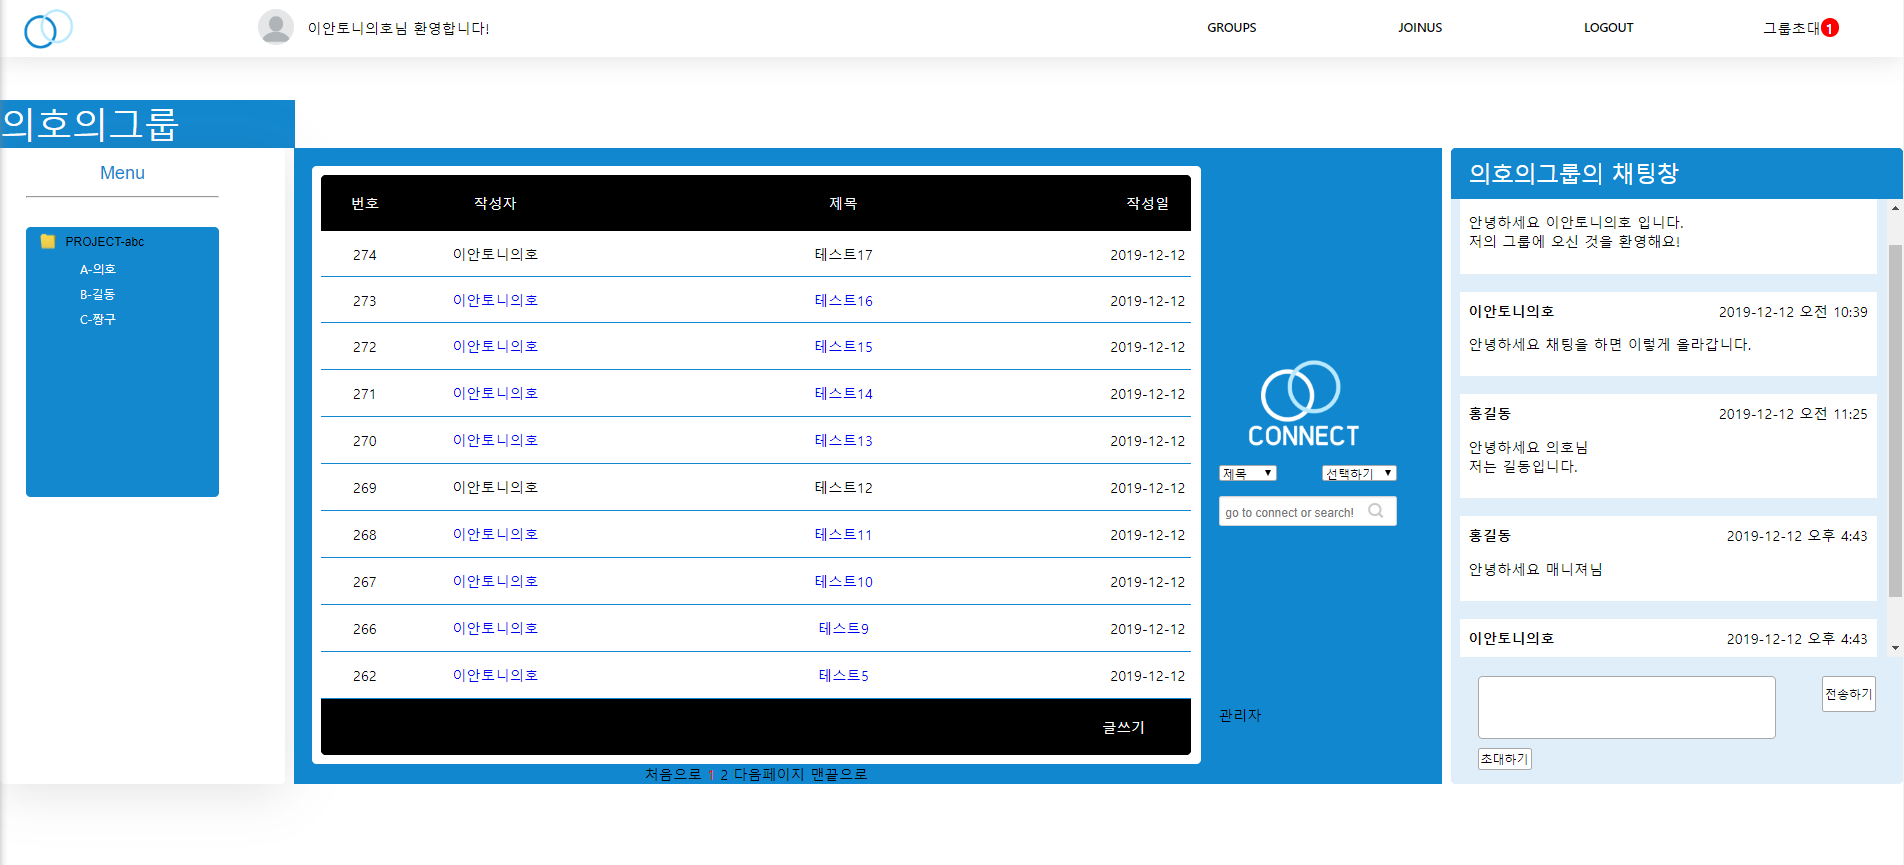 이안토니의호님 환영합니다!
GROUPS
JOINUS
LOGOUT
그룹초대 1
의호의그룹
Menu
PROJECT-abc
A-의호
B-길동
C-짱구
번호 작성자 제목 작성일
274 이안토니의호 테스트17 2019-12-12
273 이안토니의호 테스트16 2019-12-12
272 이안토니의호 테스트15 2019-12-12
271 이안토니의호 테스트14 2019-12-12
270 이안토니의호 테스트13 2019-12-12
269 이안토니의호 테스트12 2019-12-12
268 이안토니의호 테스트11 2019-12-12
267 이안토니의호 테스트10 2019-12-12
266 이안토니의호 테스트9 2019-12-12
262 이안토니의호 테스트5 2019-12-12
글쓰기
처음으로 1 2 다음페이지 맨끝으로
CONNECT
제목 선택하기
go to connect or search!
관리자
의호의그룹의 채팅창
안녕하세요 이안토니의호 입니다.
저의 그룹에 오신 것을 환영해요!
이안토니의호 2019-12-12 오전 10:39
안녕하세요 채팅을 하면 이렇게 올라갑니다.
홍길동 2019-12-12 오전 11:25
안녕하세요 의호님
저는 길동입니다.
홍길동 2019-12-12 오후 4:43
안녕하세요 매니져님
이안토니의호 2019-12-12 오후 4:43
전송하기
초대하기